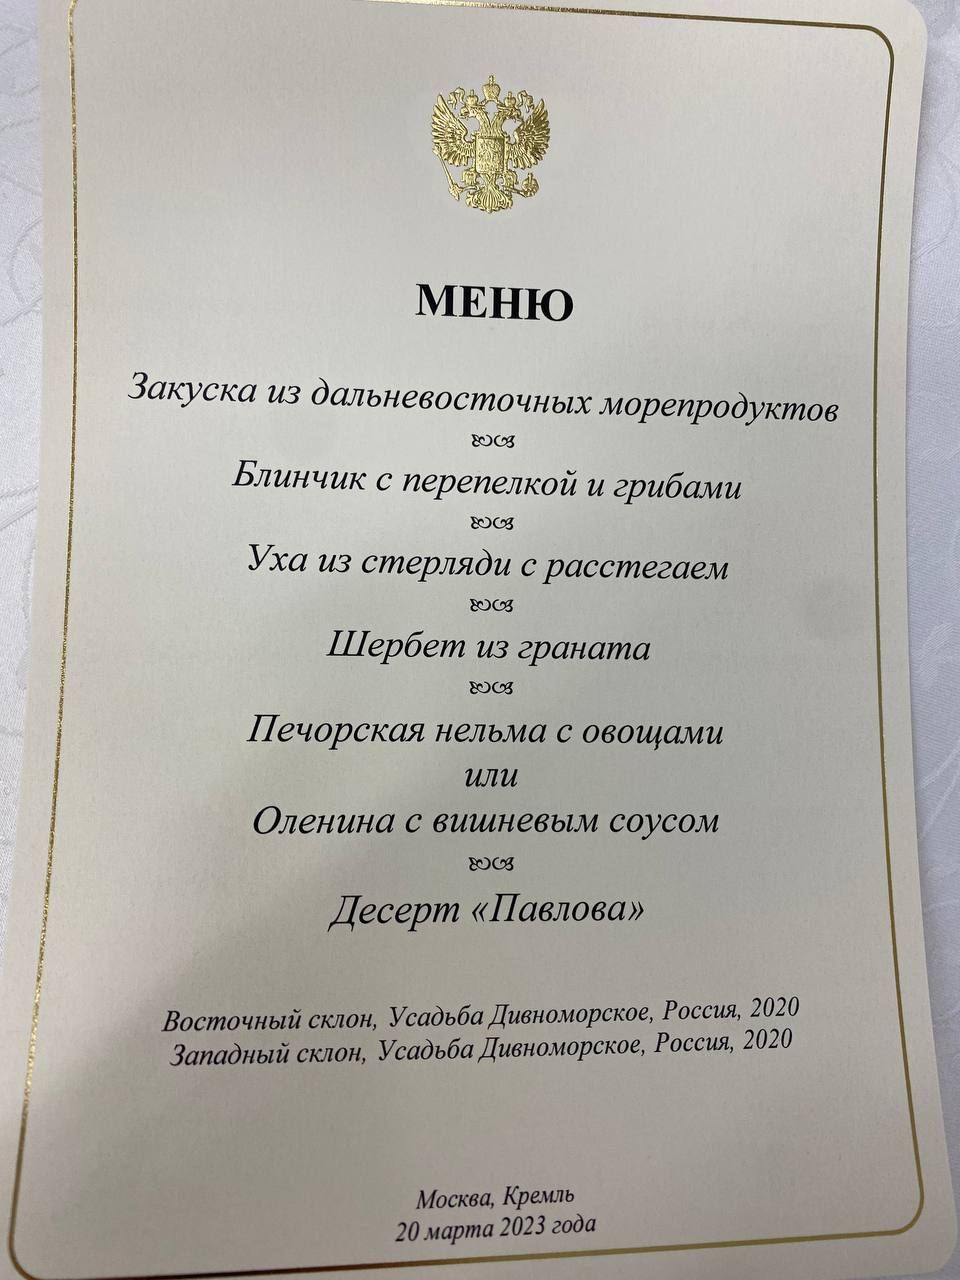 МЕНЮ
Закуска из дальневосточных морепродуктов
Блинчик с перепелкой и грибами
Уха из стерляди с расстегаем
Шербет из граната
Печорская нельма с овощами
или
Оленина с вишневым соусом
Десерт «Павлова»
Восточный склон, Усадьба Дивноморское, Россия, 2020
Западный склон, Усадьба Дивноморское, Россия, 2020
Москва, Кремль
20 марта 2023 года